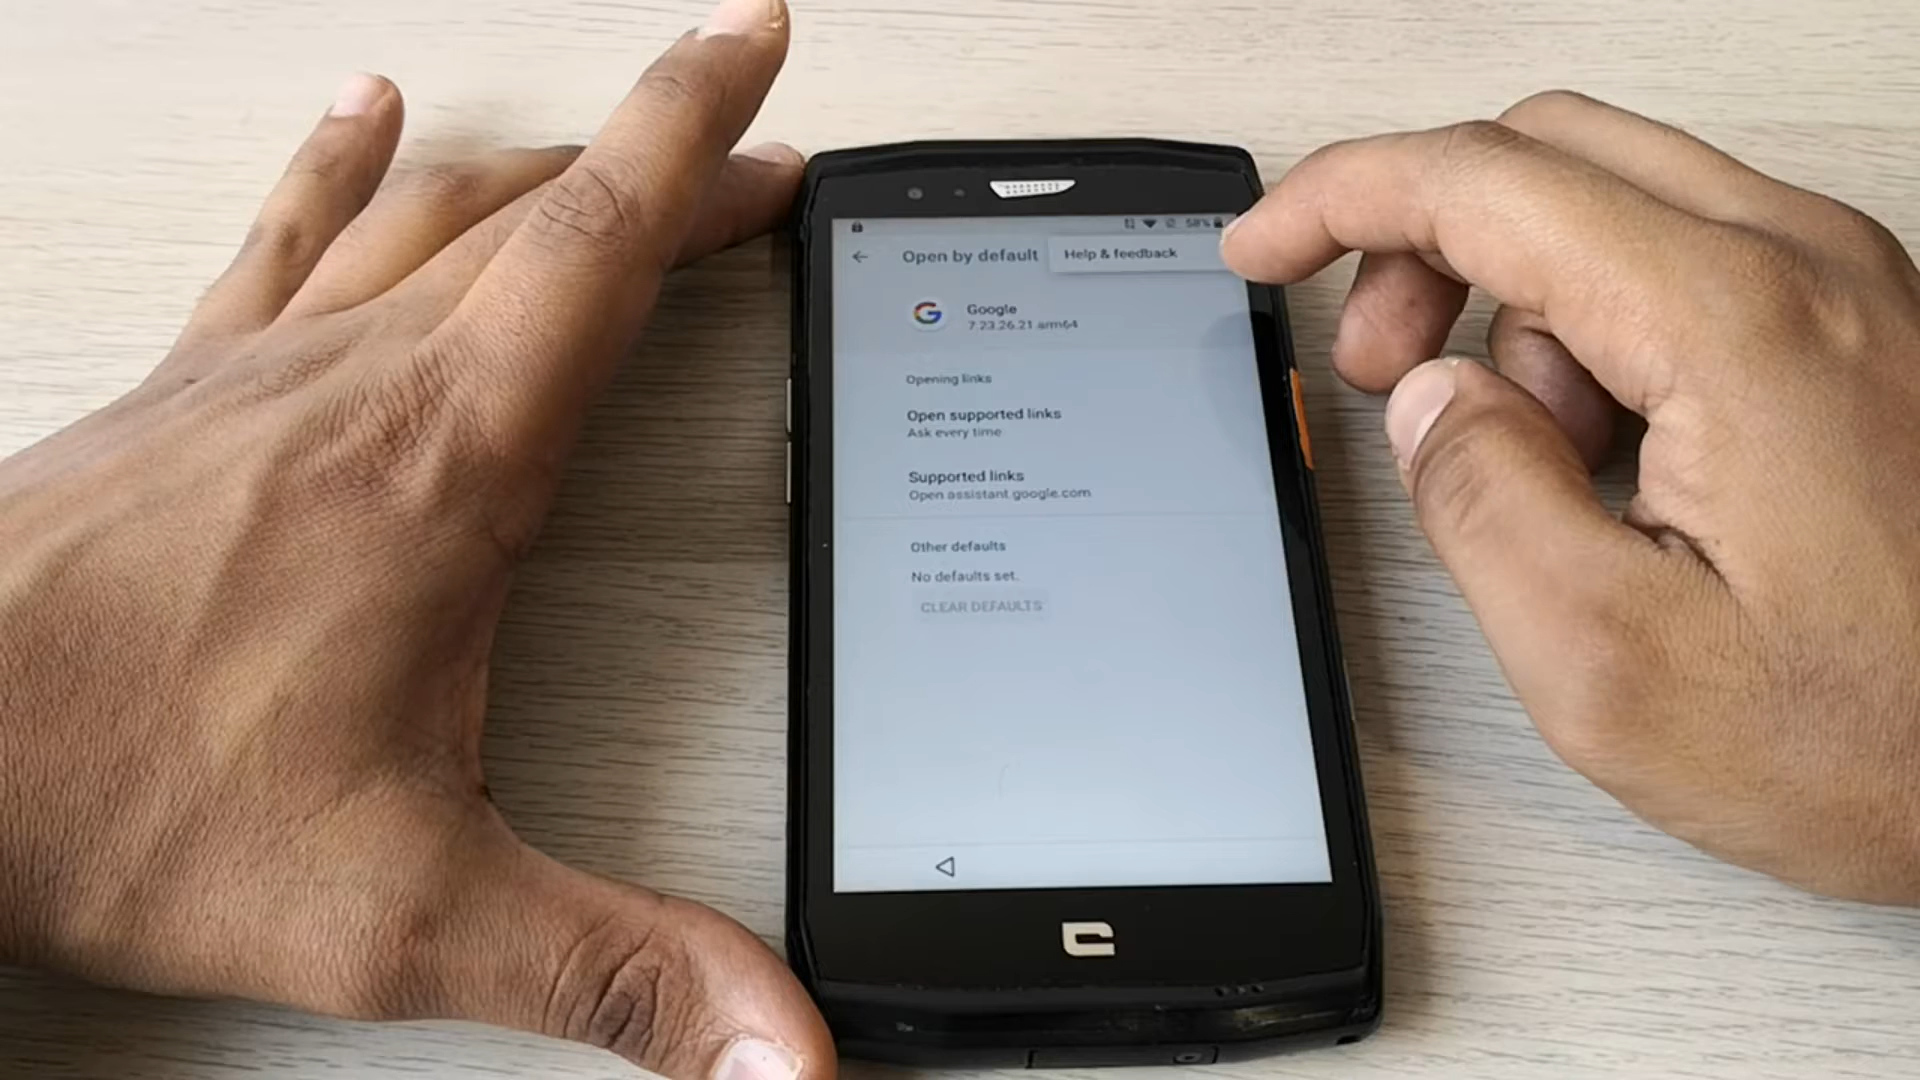 58%
Open by default
Help & feedback
Google
7.23.26.21.arm64
Opening links
Open supported links
Ask every time
Supported links
Open assistant.google.com
Other defaults
No defaults set.
CLEAR DEFAULTS